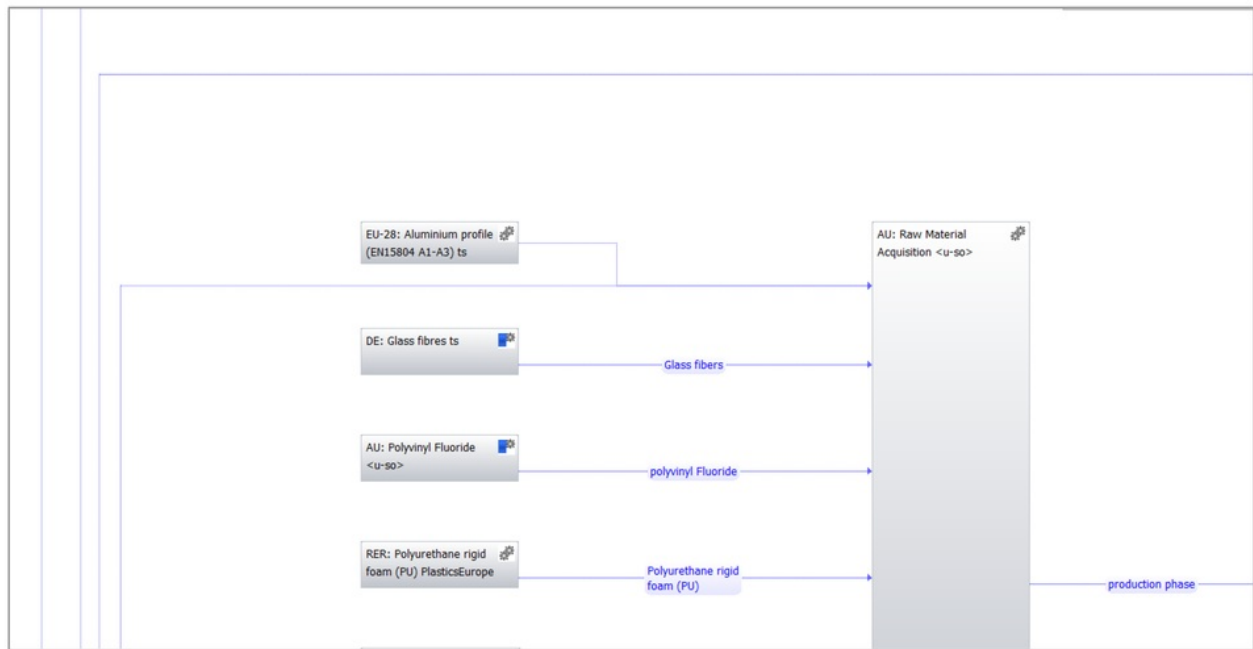 EU-28: Aluminium profile
(EN15804 A1-A3) ts
AU: Raw Material
Acquisition <u-so>
DE: Glass fibres ts
Glass fibers
AU: Polyvinyl Fluoride
<u-so>
polyvinyl Fluoride
RER: Polyurethane rigid
foam (PU) PlasticsEurope
Polyurethane rigid
foam (PU)
production phase